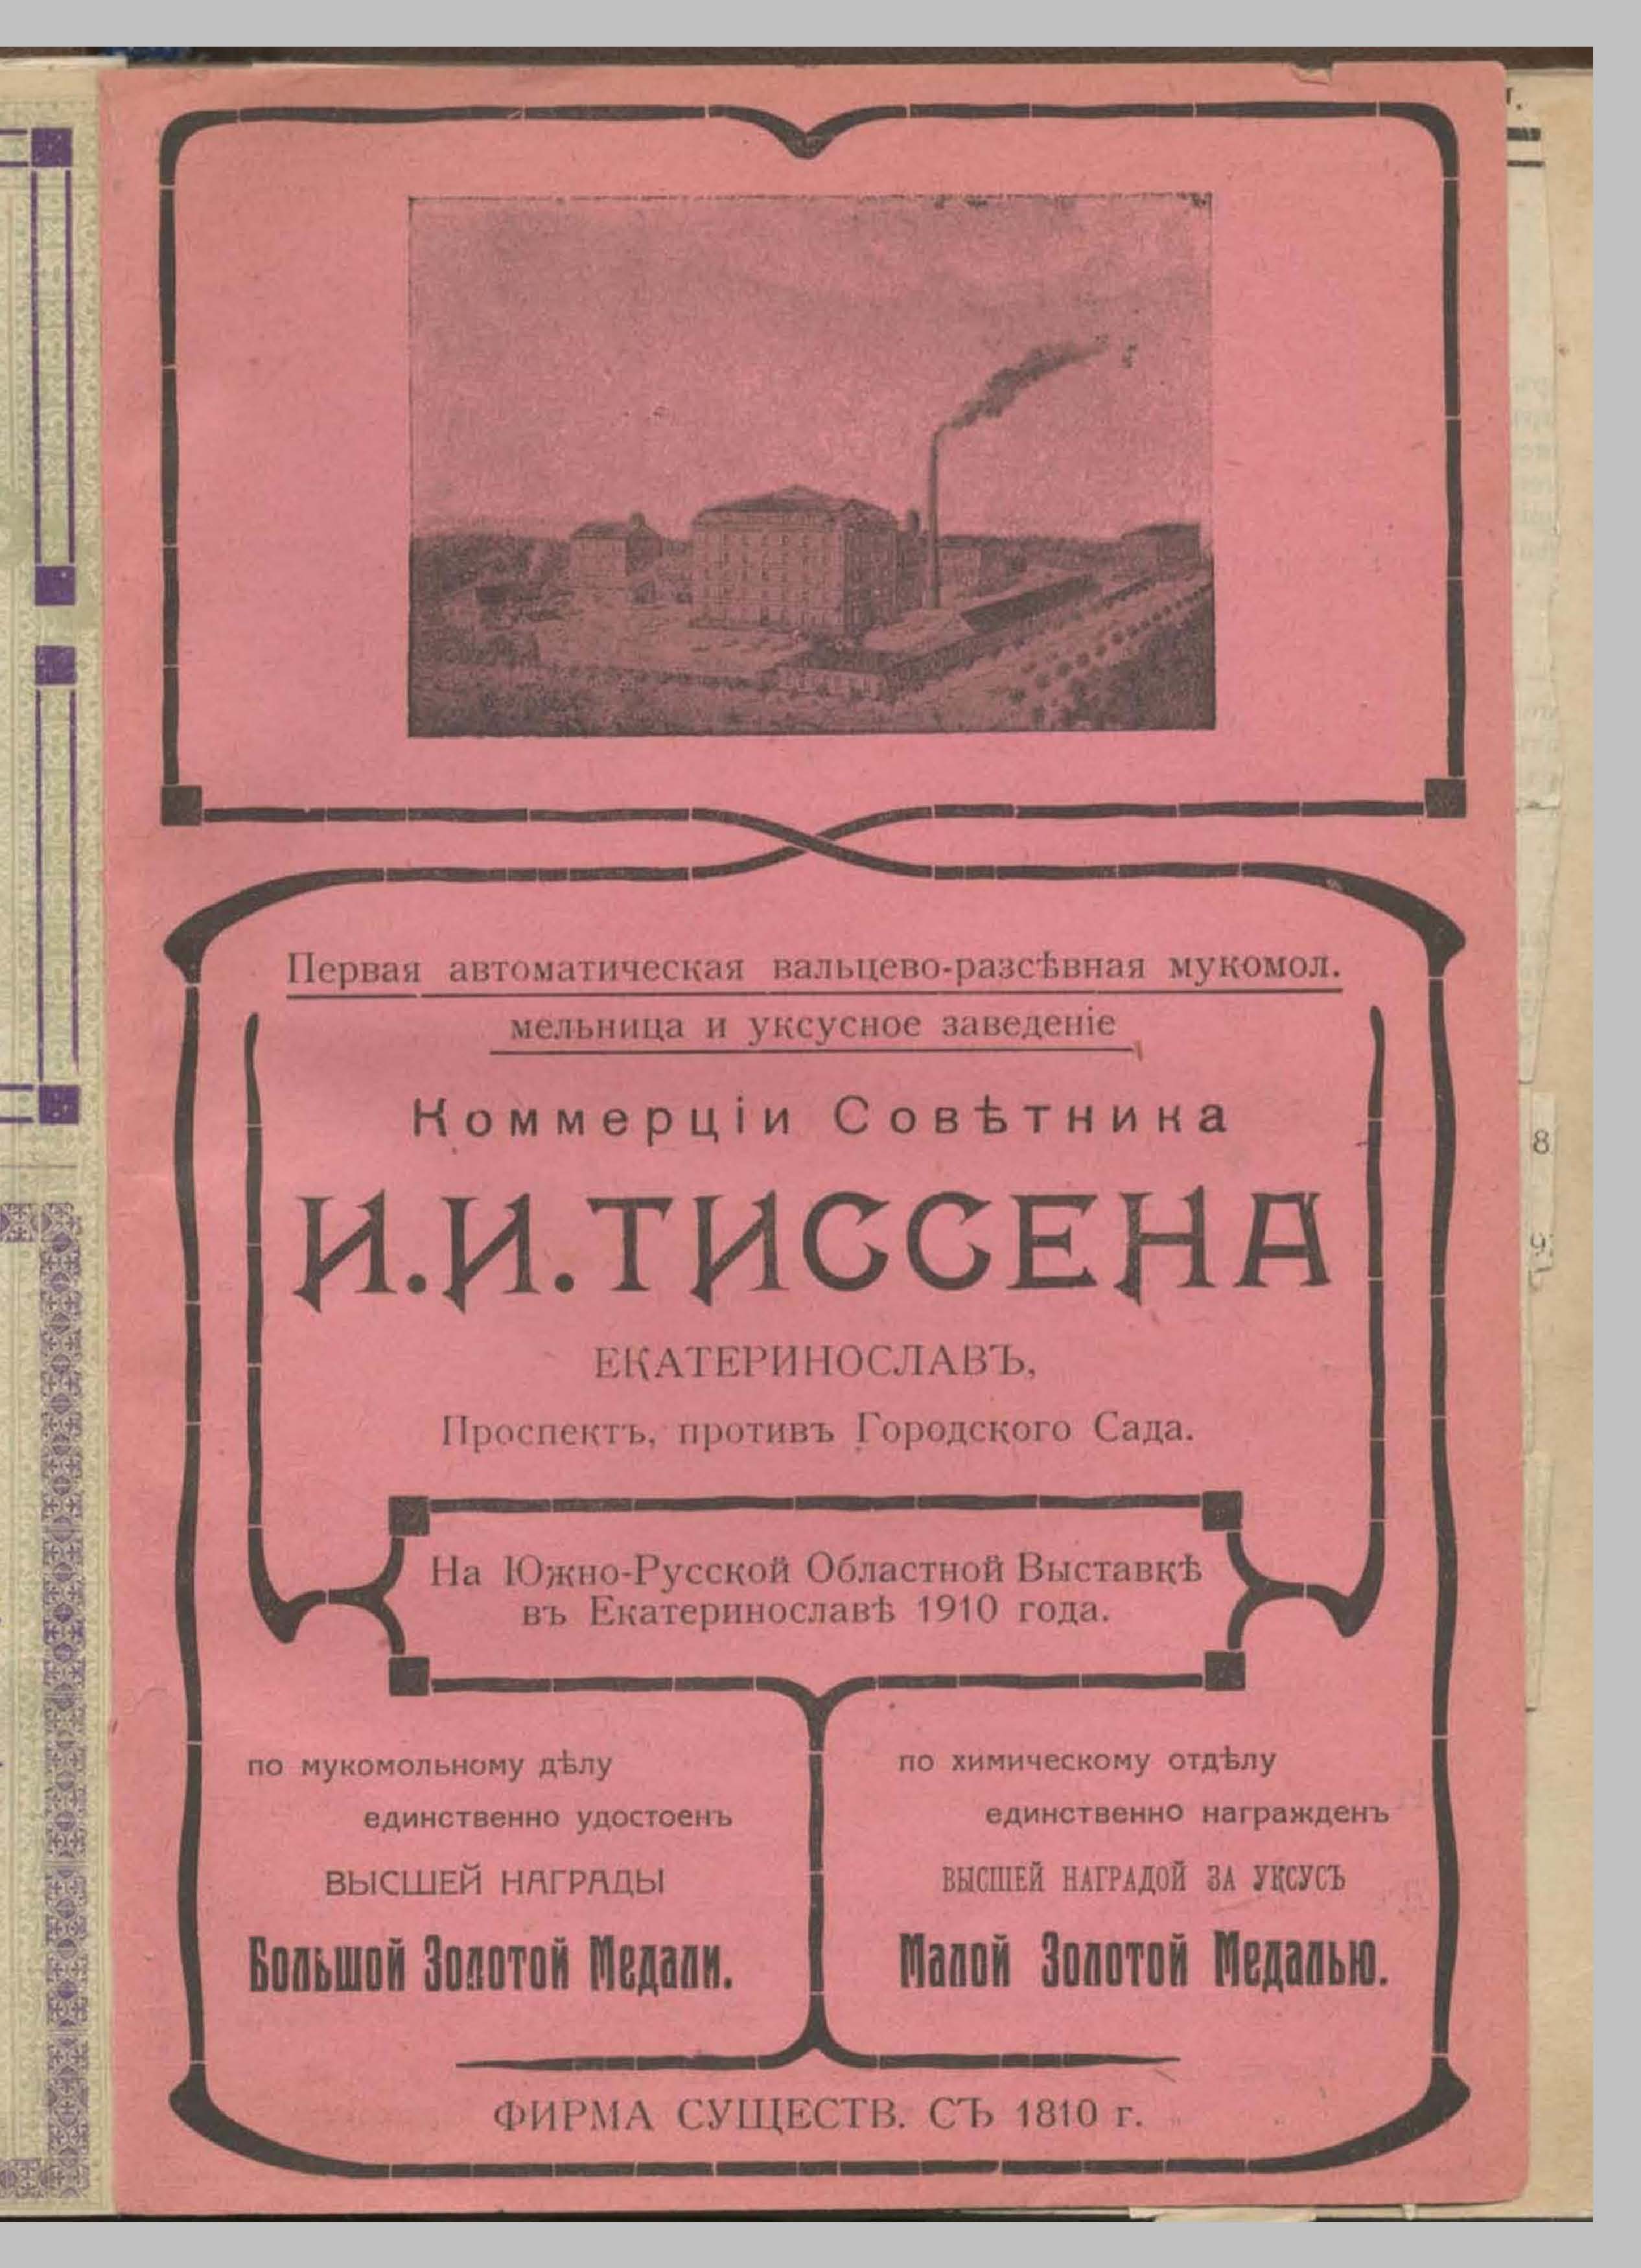 Первая автоматическая вальцево-разсѣвная мукомол.
мельница и уксусное заведеніе
Коммерціи Совѣтника
И.И.ТИССЕНА
ЕКАТЕРИНОСЛАВЪ,
Проспектъ, противъ Городского Сада.
На Южно-Русской Областной Выставкѣ
въ Екатеринославѣ 1910 года.
по мукомольному дѣлу
единственно удостоенъ
ВЫСШЕЙ НАГРАДЫ
Большой Золотой Медали.
по химическому отдѣлу
единственно награжденъ
ВЫСШЕЙ НАГРАДОЙ ЗА УКСУСЪ
Малой Золотой Медалью.
ФИРМА СУЩЕСТВ. СЪ 1810 г.
г.
8